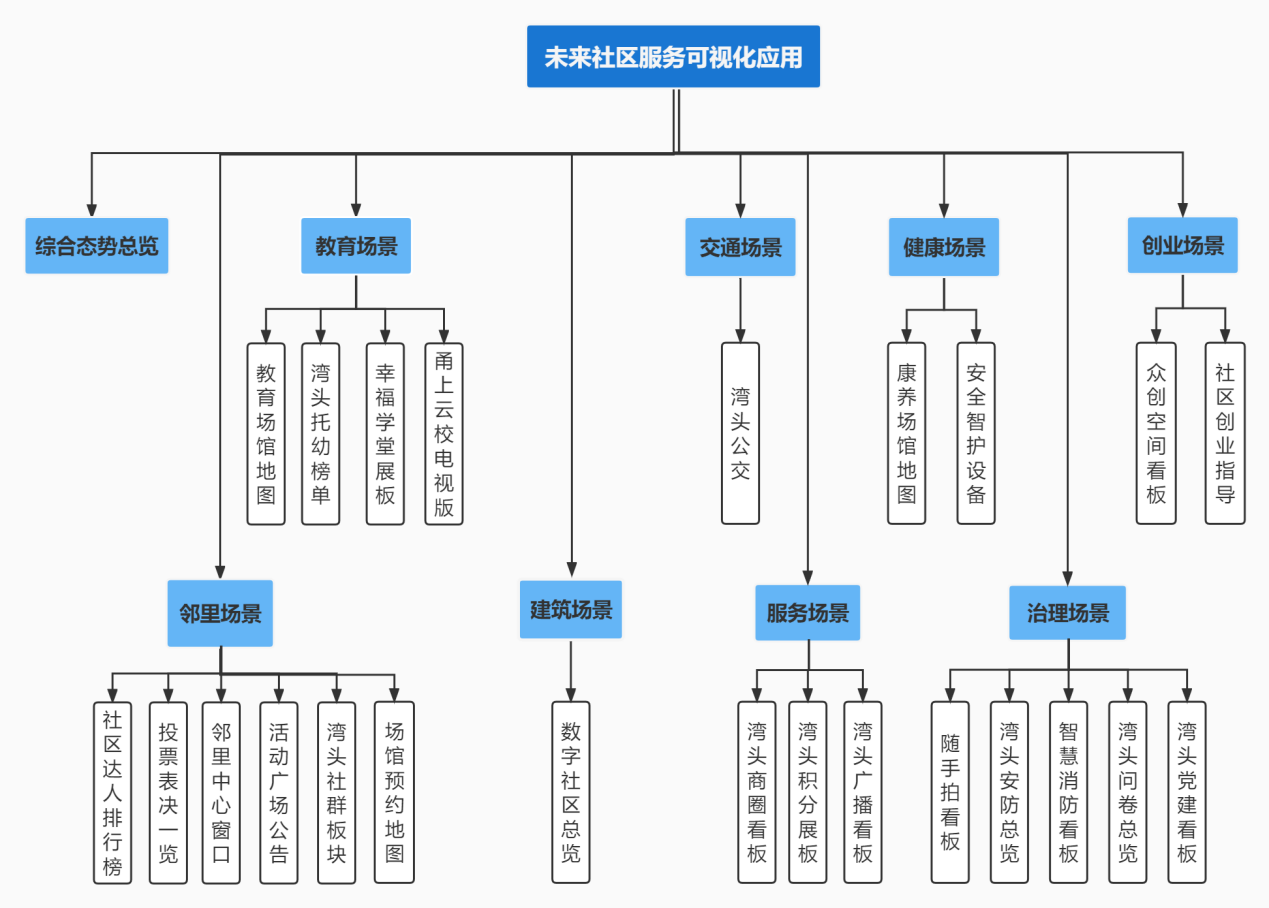 未来社区服务可视化应用
综合态势总览
教育场景
交通场景
健康场景
创业场景
教育场馆地图
湾头托幼榜单
幸福学堂展板
甬上云校电视版
湾头公交
康养场馆地图
安全智护设备
众创空间看板
社区创业指导
邻里场景
建筑场景
服务场景
治理场景
社区达人排行榜
投票表决一览
邻里中心窗口
活动广场公告
湾头社群板块
场馆预约地图
数字社区总览
湾头商圈看板
湾头积分展板
湾头广播看板
随手拍看板
湾头安防总览
智慧消防看板
湾头问卷总览
湾头党建看板